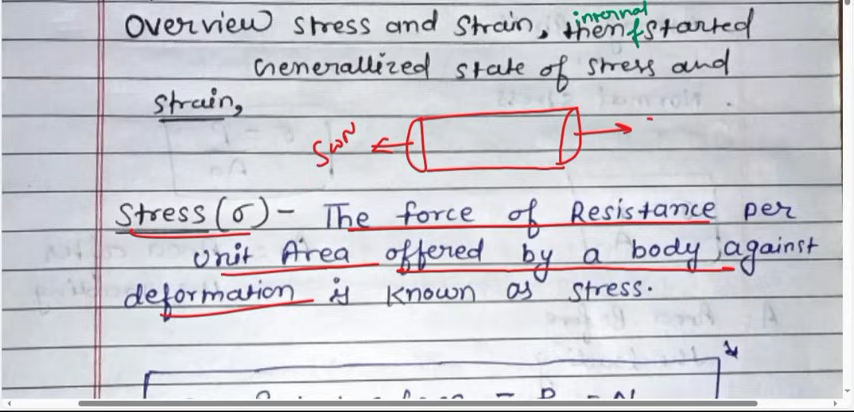 Overview stress and strain, then started
internal
Generallized state of stress and
strain,
50N
Stress (σ) - The force of Resistance per
unit Area offered by a body, against
deformation is known as stress.